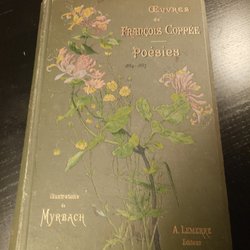 ŒUVRES
de
FRANÇOIS COPPÉE
Poésies
illustrations
de
MYRBACH
A. LEMERRE
Éditeur